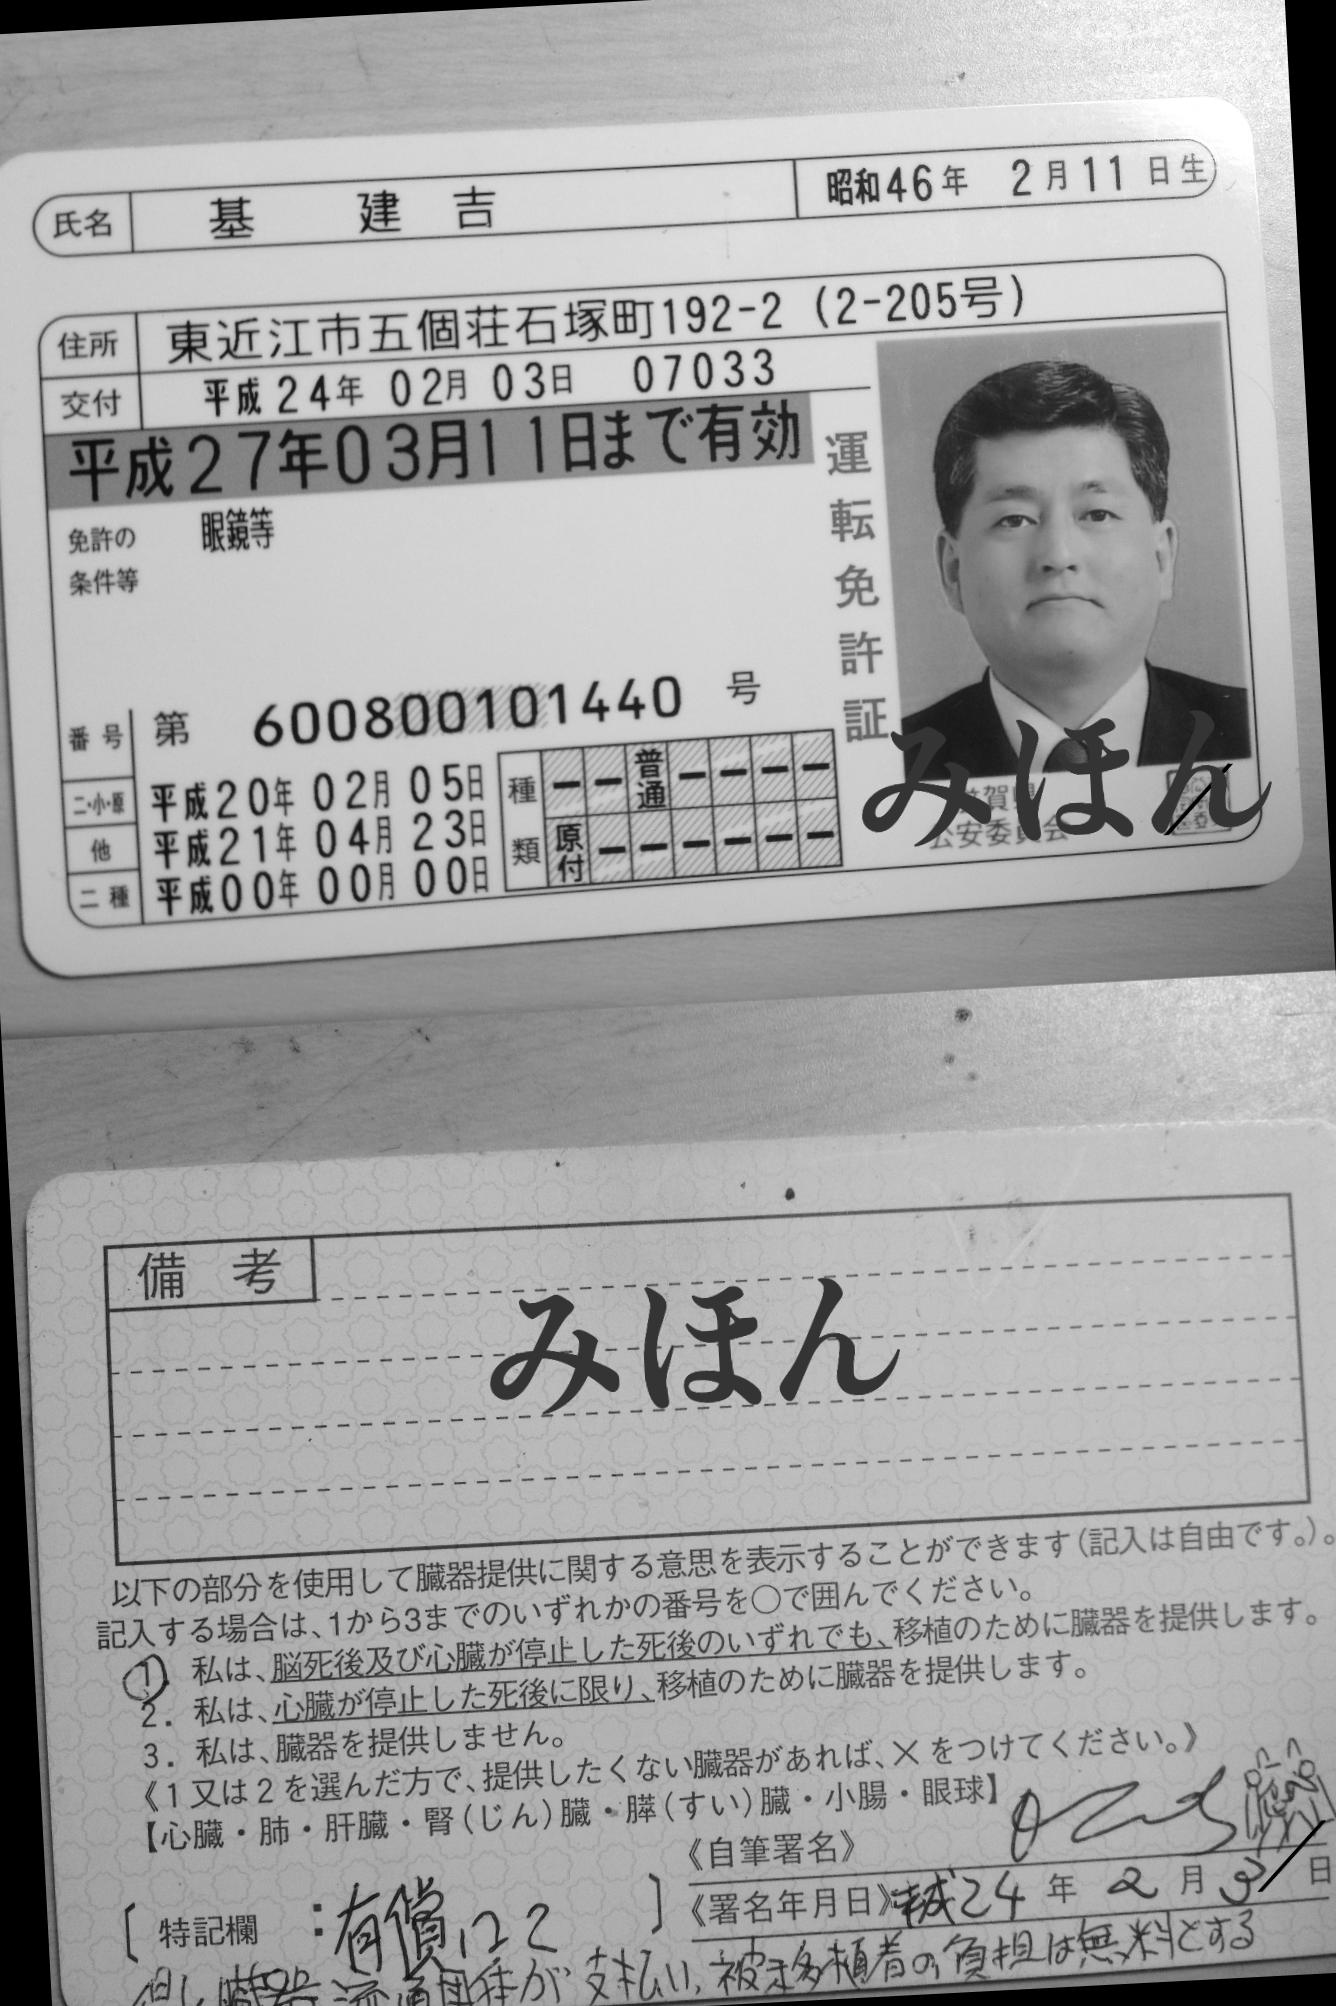 氏名 基 建 吉 昭和46年 2月11日生
住所 東近江市五個荘石塚町192-2 (2-205号)
交付 平成24年02月03日 07033
平成27年03月11日まで有効
免許の 眼鏡等
条件等
運転免許証
番号 第 600800101440 号
二・小・原 平成20年02月05日
他 平成21年04月23日
二種 平成00年00月00日
種類 ー ー 普通 ー ー ー ー
原付 ー ー ー ー ー ー
公安委員会
みほん
備考
みほん
以下の部分を使用して臓器提供に関する意思を表示することができます(記入は自由です。)。
記入する場合は、1から3までのいずれかの番号を○で囲んでください。
1. 私は、脳死後及び心臓が停止した死後のいずれでも、移植のために臓器を提供します。
2. 私は、心臓が停止した死後に限り、移植のために臓器を提供します。
3. 私は、臓器を提供しません。
《1又は2を選んだ方で、提供したくない臓器があれば、×をつけてください。》
【心臓・肺・肝臓・腎(じん)臓・膵(すい)臓・小腸・眼球】
《自筆署名》
《署名年月日》平成24年2月3日
[特記欄:有償にて]
但し臓器流通団体が支払い、被移植者の負担は無料とする